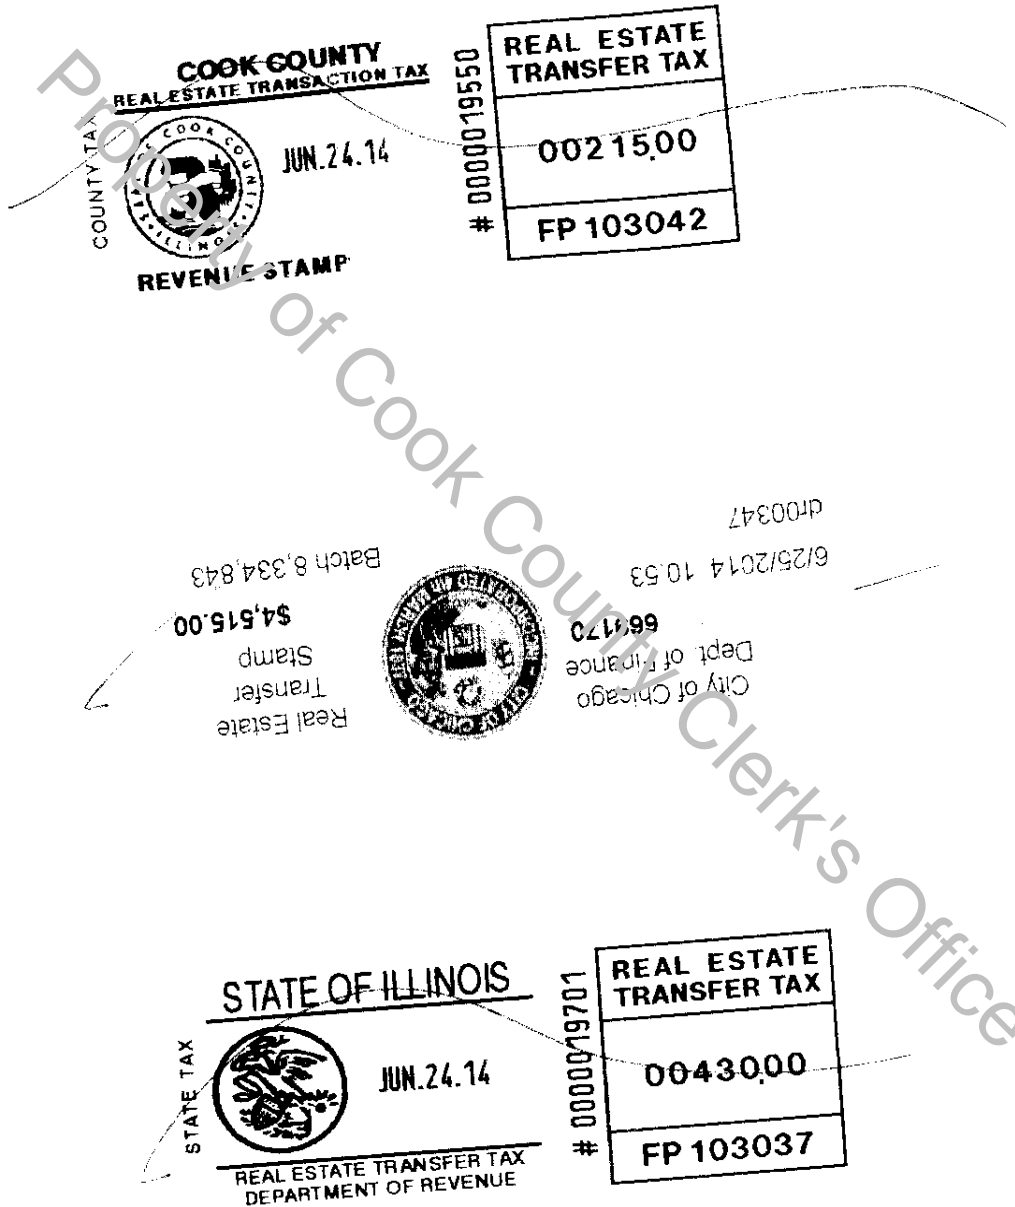 COOK COUNTY
REAL ESTATE TRANSACTION TAX
COUNTY TAX
JUN.24.14
REVENUE STAMP
# 0000019550
REAL ESTATE
TRANSFER TAX
00215.00
FP 103042
Property of Cook County Clerk's Office
City of Chicago
Dept. of Finance
669170
6/25/2014 10:53
dr00347
Real Estate
Transfer
Stamp
$4,515.00
Batch 8,334,843
STATE OF ILLINOIS
STATE TAX
JUN.24.14
REAL ESTATE TRANSFER TAX
DEPARTMENT OF REVENUE
# 0000019701
REAL ESTATE
TRANSFER TAX
00430.00
FP 103037